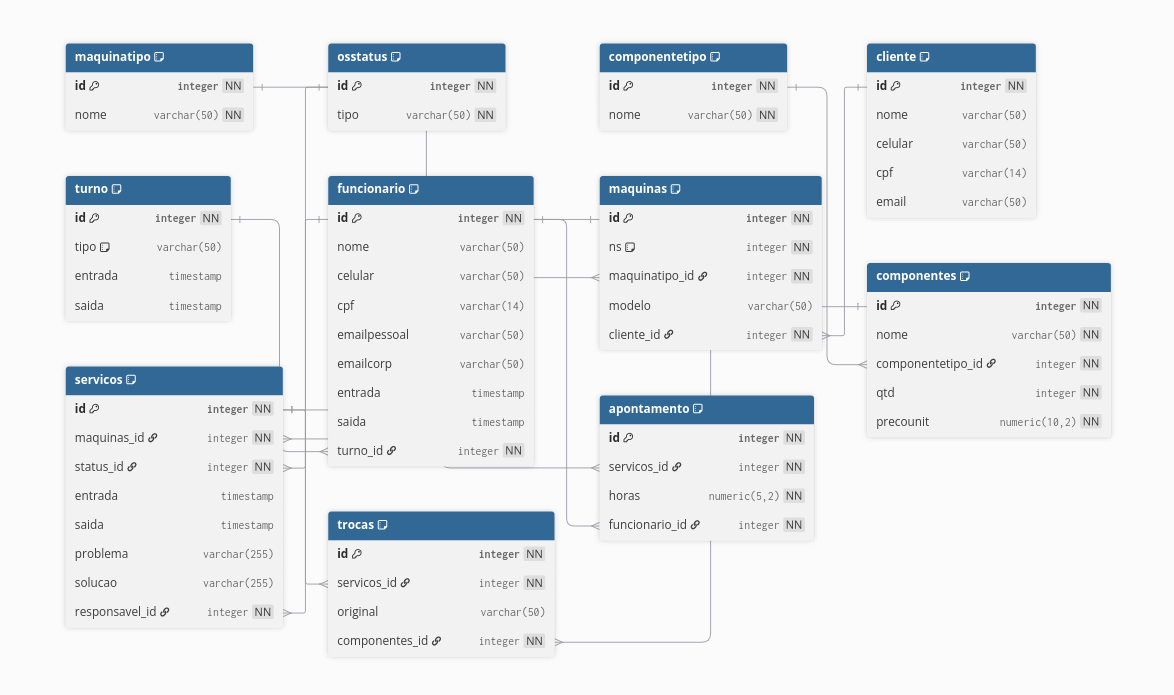 maquinatipo
id integer NN
nome varchar(50) NN
osstatus
id integer NN
tipo varchar(50) NN
componentetipo
id integer NN
nome varchar(50) NN
cliente
id integer NN
nome varchar(50)
celular varchar(50)
cpf varchar(14)
email varchar(50)
turno
id integer NN
tipo varchar(50)
entrada timestamp
saida timestamp
funcionario
id integer NN
nome varchar(50)
celular varchar(50)
cpf varchar(14)
emailpessoal varchar(50)
emailcorp varchar(50)
entrada timestamp
saida timestamp
turno_id integer NN
maquinas
id integer NN
ns integer NN
maquinatipo_id integer NN
modelo varchar(50)
cliente_id integer NN
componentes
id integer NN
nome varchar(50) NN
componentetipo_id integer NN
qtd integer NN
precounit numeric(10,2) NN
servicos
id integer NN
maquinas_id integer NN
status_id integer NN
entrada timestamp
saida timestamp
problema varchar(255)
solucao varchar(255)
responsavel_id integer NN
apontamento
id integer NN
servicos_id integer NN
horas numeric(5,2) NN
funcionario_id integer NN
trocas
id integer NN
servicos_id integer NN
original varchar(50)
componentes_id integer NN